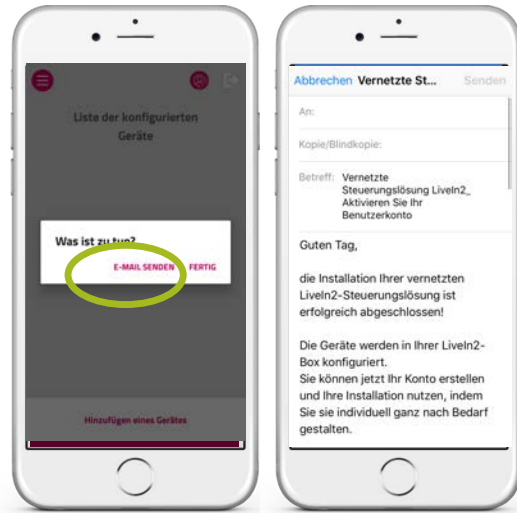 Liste der konfigurierten
Geräte
Was ist zu tun?
E-MAIL SENDEN FERTIG
Hinzufügen eines Gerätes
Abbrechen Vernetzte St... Senden
An:
Kopie/Blindkopie:
Betreff: Vernetzte
Steuerungslösung LiveIn2_
Aktivieren Sie Ihr
Benutzerkonto
Guten Tag,
die Installation Ihrer vernetzten
LiveIn2-Steuerungslösung ist
erfolgreich abgeschlossen!
Die Geräte werden in Ihrer LiveIn2-
Box konfiguriert.
Sie können jetzt Ihr Konto erstellen
und Ihre Installation nutzen, indem
Sie sie individuell ganz nach Bedarf
gestalten.